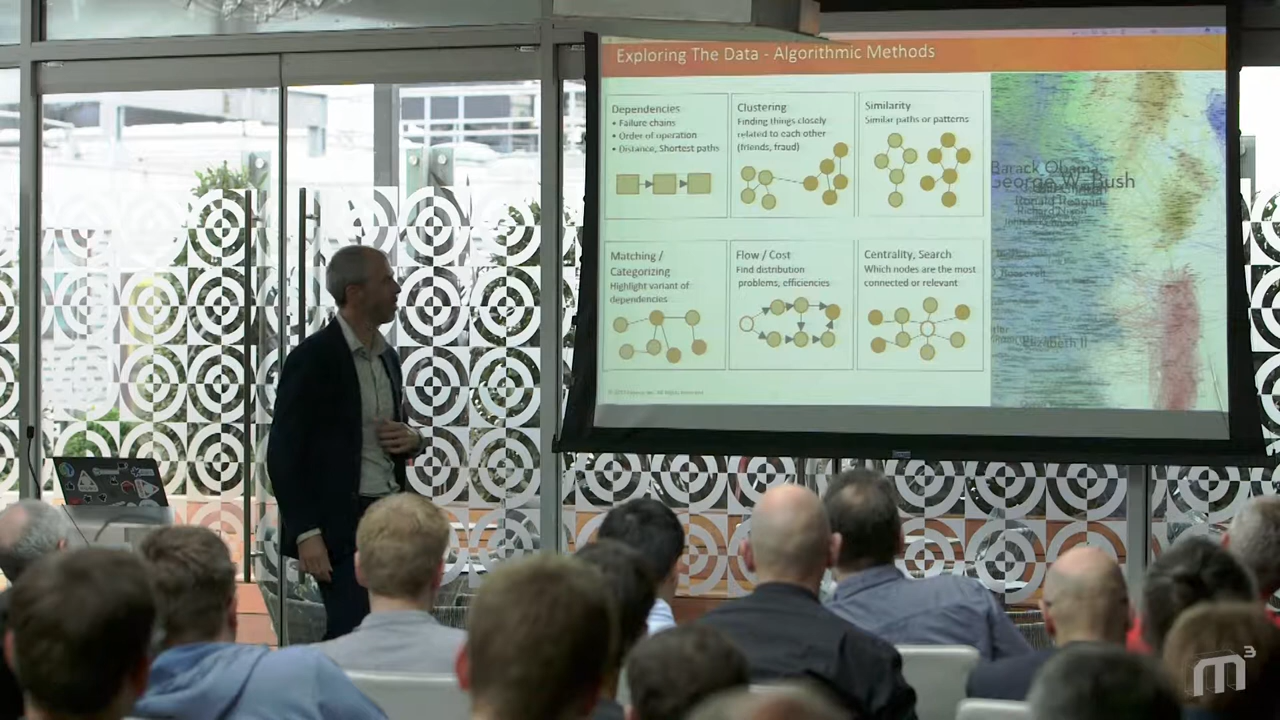 Exploring The Data - Algorithmic Methods
Dependencies
• Failure chains
• Order of operation
• Distance, Shortest paths
Clustering
Finding things closely
related to each other
(friends, fraud)
Similarity
Similar paths or patterns
Matching /
Categorizing
Highlight variant of
dependencies
Flow / Cost
Find distribution
problems, efficiencies
Centrality, Search
Which nodes are the most
connected or relevant
Barack Obama
George W. Bush
Ronald Reagan
Elizabeth II
m3